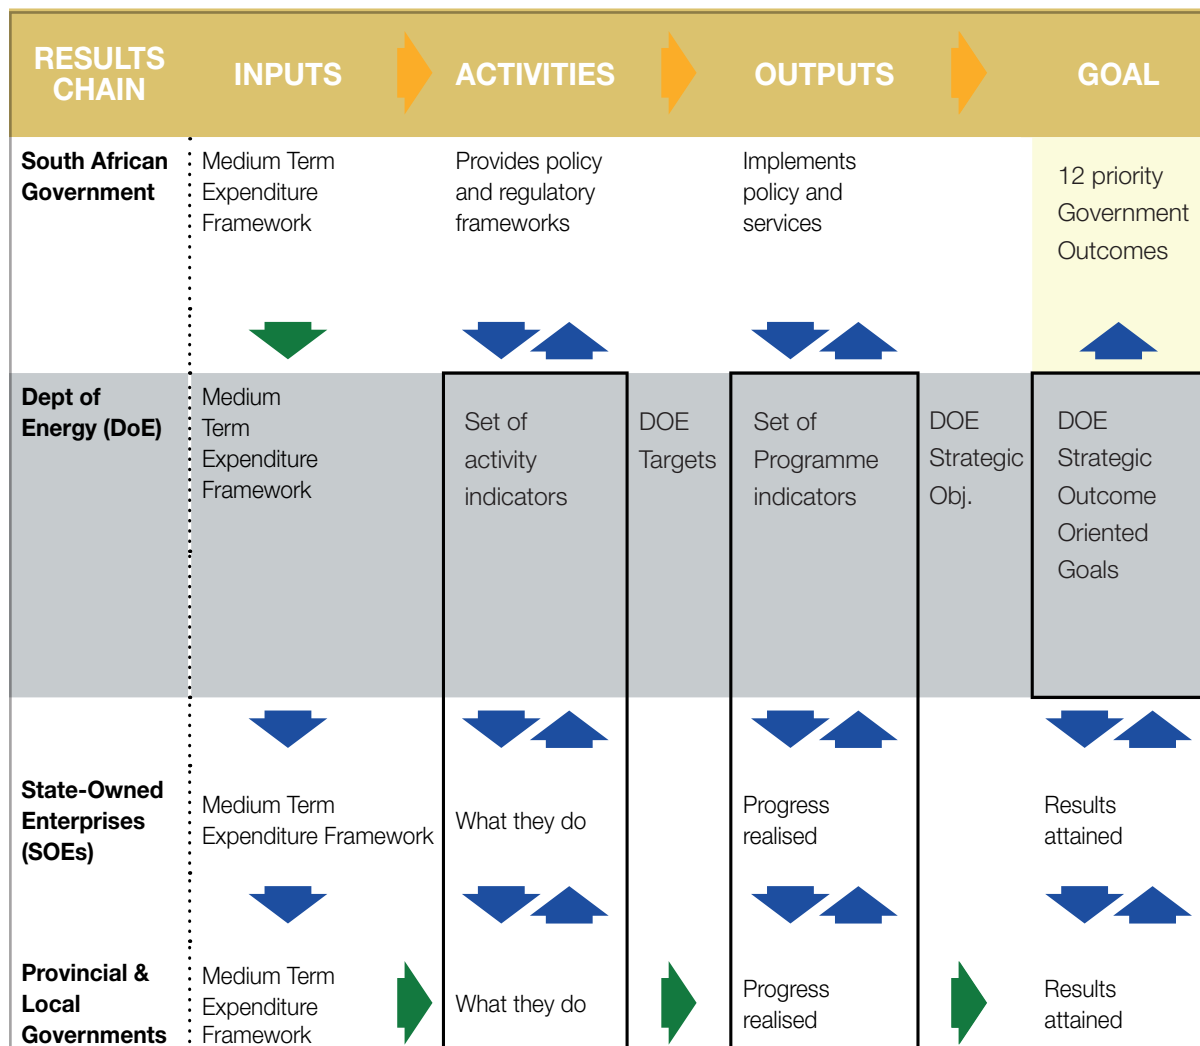 RESULTS
CHAIN
INPUTS
ACTIVITIES
OUTPUTS
GOAL
South African
Government
Medium Term
Expenditure
Framework
Provides policy
and regulatory
frameworks
Implements
policy and
services
12 priority
Government
Outcomes
Dept of
Energy (DoE)
Medium
Term
Expenditure
Framework
Set of
activity
indicators
DOE
Targets
Set of
Programme
indicators
DOE
Strategic
Obj.
DOE
Strategic
Outcome
Oriented
Goals
State-Owned
Enterprises
(SOEs)
Medium Term
Expenditure Framework
What they do
Progress
realised
Results
attained
Provincial &
Local
Governments
Medium Term
Expenditure
Framework
What they do
Progress
realised
Results
attained